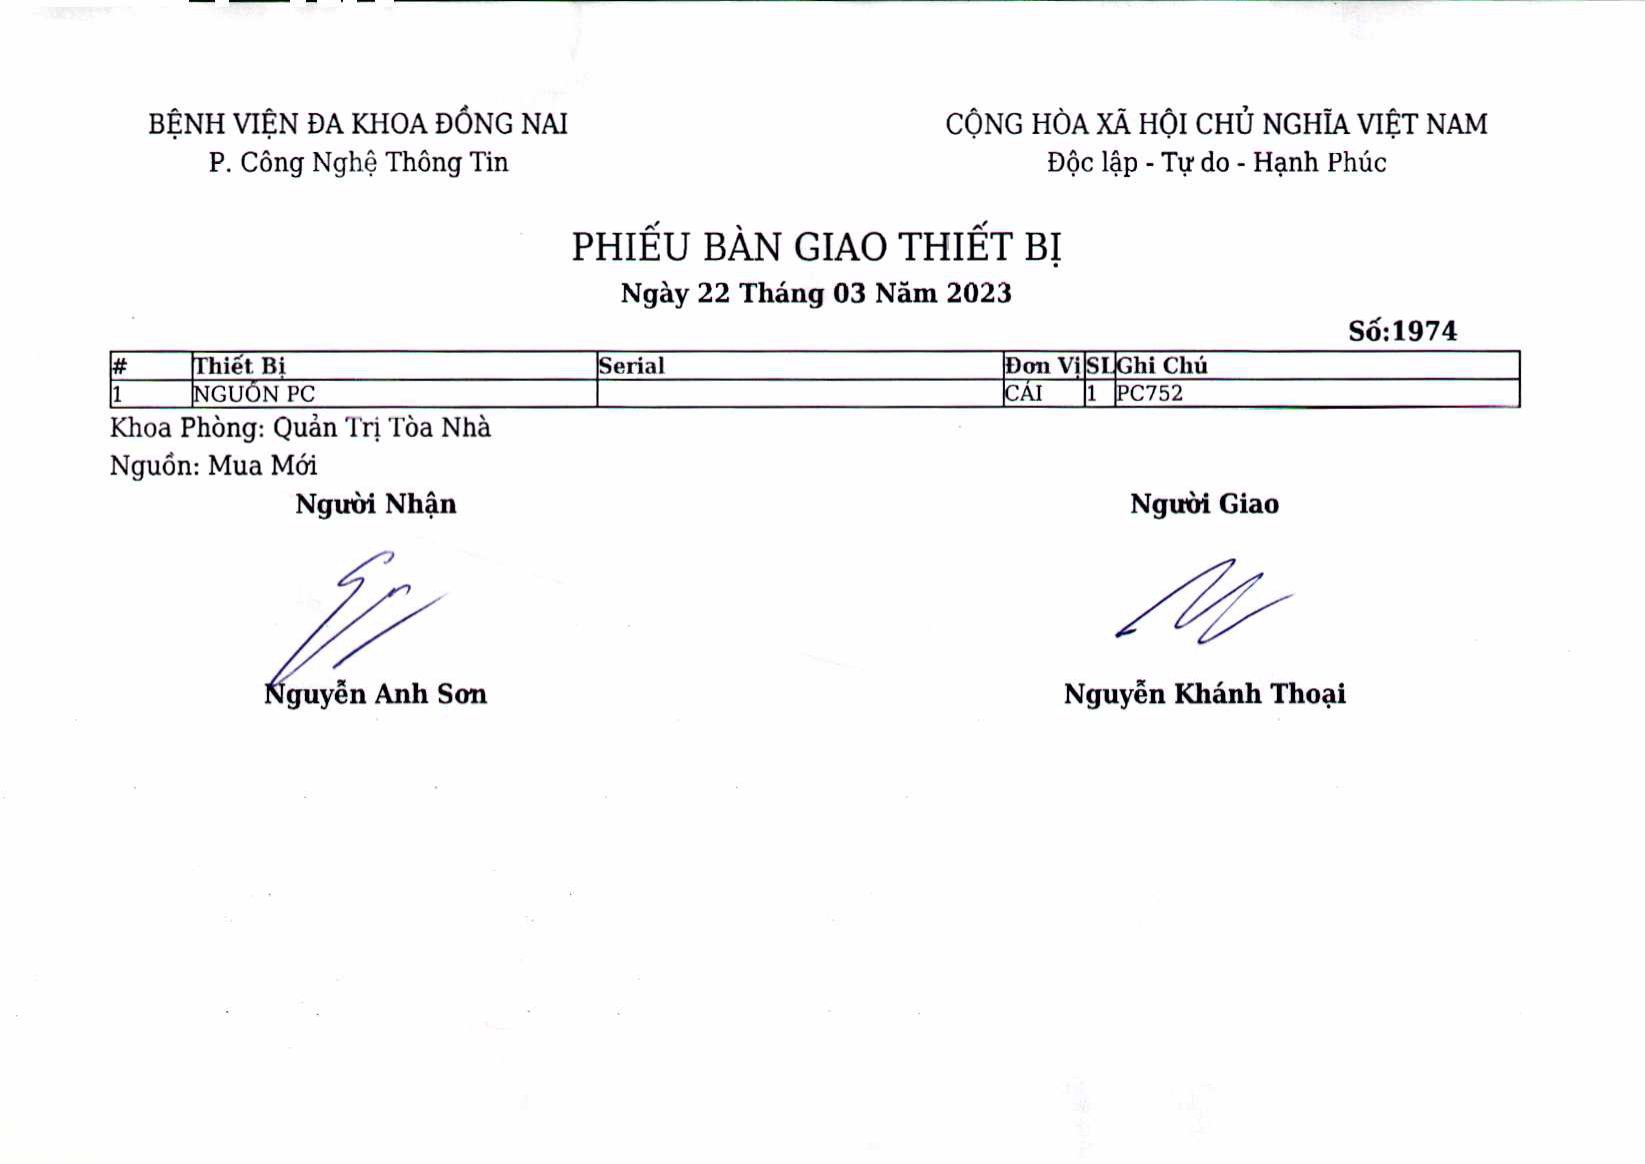 BỆNH VIỆN ĐA KHOA ĐỒNG NAI
P. Công Nghệ Thông Tin
CỘNG HÒA XÃ HỘI CHỦ NGHĨA VIỆT NAM
Độc lập - Tự do - Hạnh Phúc
PHIẾU BÀN GIAO THIẾT BỊ
Ngày 22 Tháng 03 Năm 2023
Số:1974
# Thiết Bị Serial Đơn Vị SL Ghi Chú
1 NGUỒN PC CÁI 1 PC752
Khoa Phòng: Quản Trị Tòa Nhà
Nguồn: Mua Mới
Người Nhận Người Giao
Nguyễn Anh Sơn Nguyễn Khánh Thoại